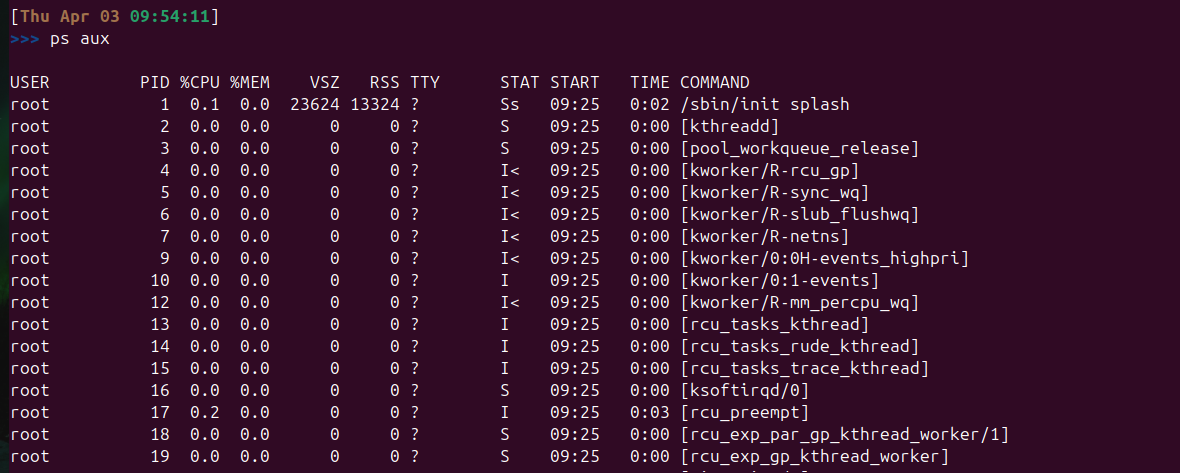 [Thu Apr 03 09:54:11]
>>> ps aux
USER         PID %CPU %MEM    VSZ   RSS TTY      STAT START   TIME COMMAND
root           1  0.1  0.0  23624 13324 ?        Ss   09:25   0:02 /sbin/init splash
root           2  0.0  0.0      0     0 ?        S    09:25   0:00 [kthreadd]
root           3  0.0  0.0      0     0 ?        S    09:25   0:00 [pool_workqueue_release]
root           4  0.0  0.0      0     0 ?        I<   09:25   0:00 [kworker/R-rcu_gp]
root           5  0.0  0.0      0     0 ?        I<   09:25   0:00 [kworker/R-sync_wq]
root           6  0.0  0.0      0     0 ?        I<   09:25   0:00 [kworker/R-slub_flushwq]
root           7  0.0  0.0      0     0 ?        I<   09:25   0:00 [kworker/R-netns]
root           9  0.0  0.0      0     0 ?        I<   09:25   0:00 [kworker/0:0H-events_highpri]
root          10  0.0  0.0      0     0 ?        I    09:25   0:00 [kworker/0:1-events]
root          12  0.0  0.0      0     0 ?        I<   09:25   0:00 [kworker/R-mm_percpu_wq]
root          13  0.0  0.0      0     0 ?        I    09:25   0:00 [rcu_tasks_kthread]
root          14  0.0  0.0      0     0 ?        I    09:25   0:00 [rcu_tasks_rude_kthread]
root          15  0.0  0.0      0     0 ?        I    09:25   0:00 [rcu_tasks_trace_kthread]
root          16  0.0  0.0      0     0 ?        S    09:25   0:00 [ksoftirqd/0]
root          17  0.2  0.0      0     0 ?        I    09:25   0:03 [rcu_preempt]
root          18  0.0  0.0      0     0 ?        S    09:25   0:00 [rcu_exp_par_gp_kthread_worker/1]
root          19  0.0  0.0      0     0 ?        S    09:25   0:00 [rcu_exp_gp_kthread_worker]